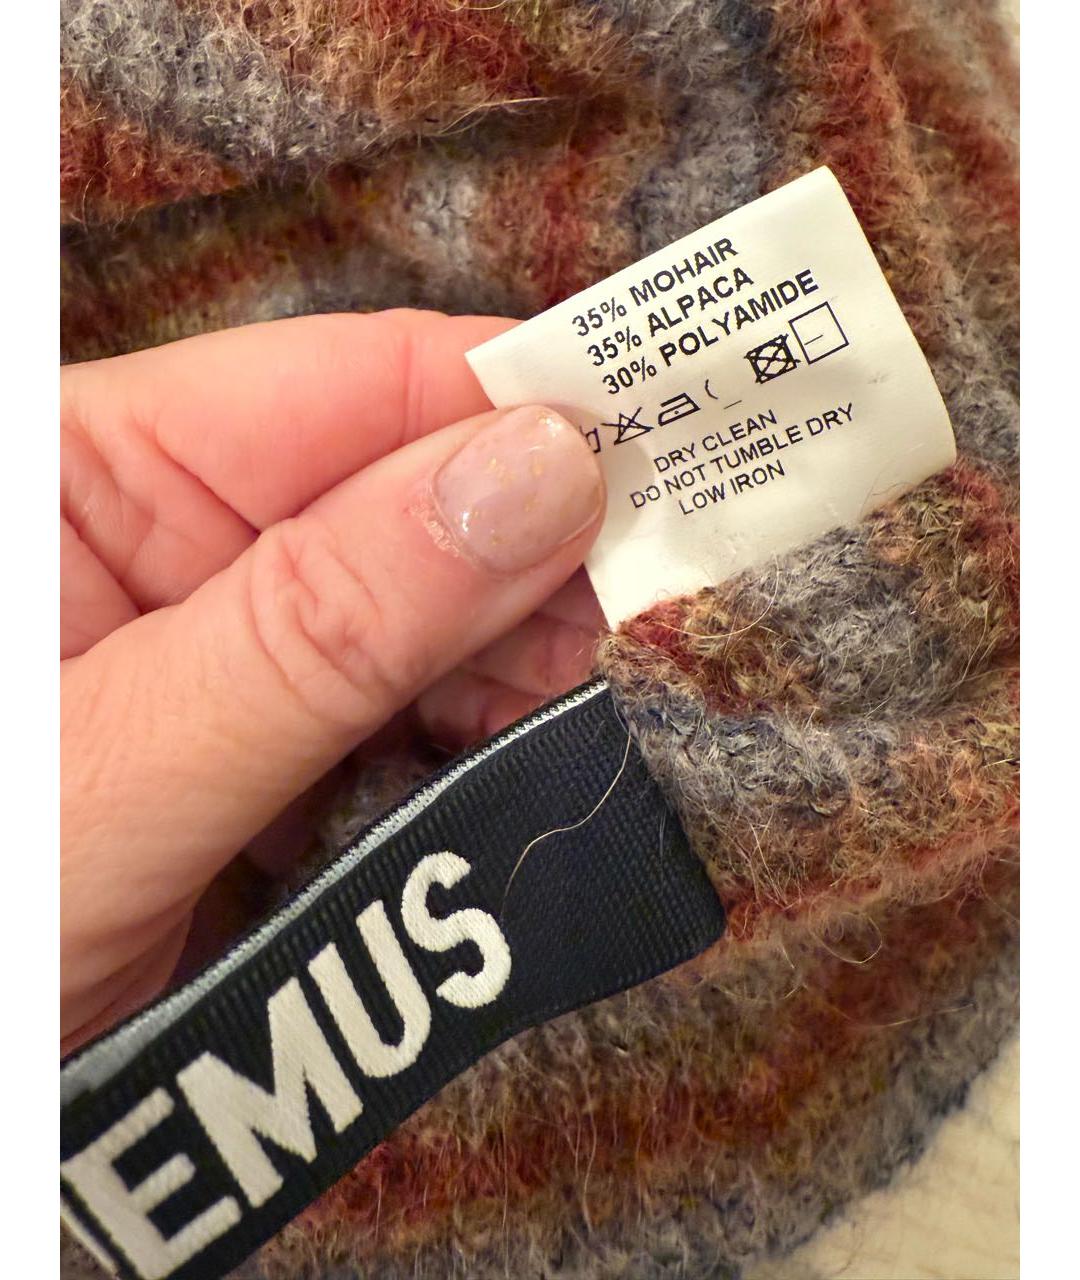 35% MOHAIR
35% ALPACA
30% POLYAMIDE
DRY CLEAN
DO NOT TUMBLE DRY
LOW IRON
EMUS